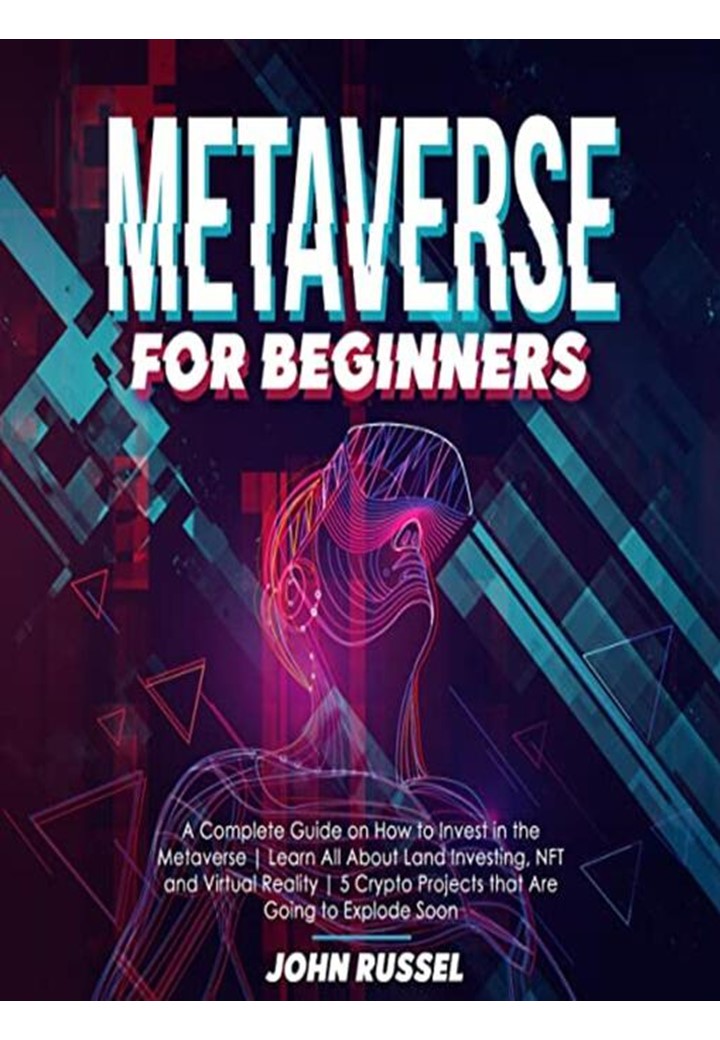 METAVERSE
FOR BEGINNERS
A Complete Guide on How to Invest in the
Metaverse | Learn All About Land Investing, NFT
and Virtual Reality | 5 Crypto Projects that Are
Going to Explode Soon
JOHN RUSSEL